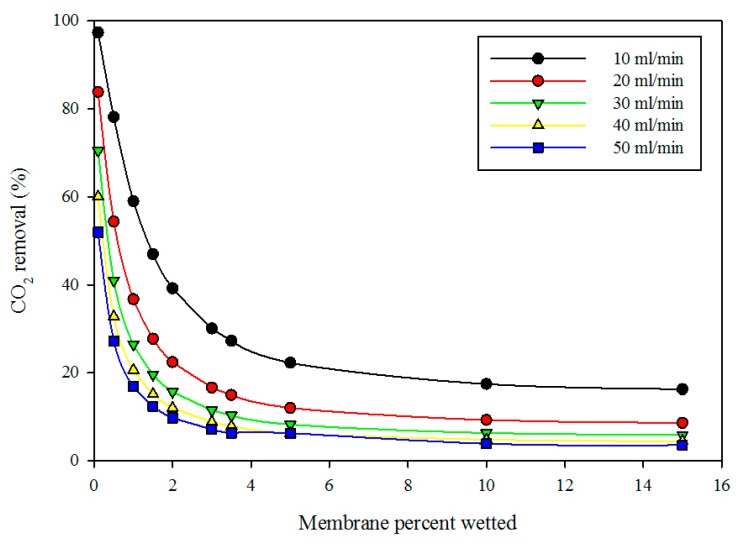 100
80
60
40
20
0
CO2 removal (%)
10 ml/min
20 ml/min
30 ml/min
40 ml/min
50 ml/min
0 2 4 6 8 10 12 14 16
Membrane percent wetted